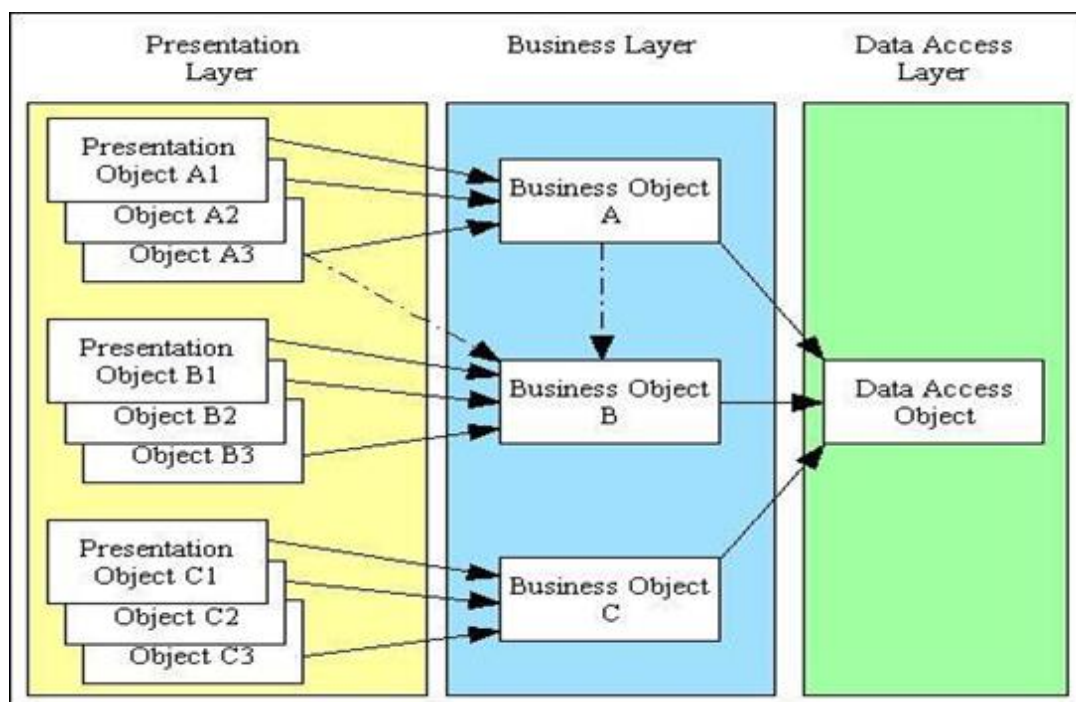 Presentation
Layer
Business Layer
Data Access
Layer
Presentation
Object A1
Object A2
Object A3
Presentation
Object B1
Object B2
Object B3
Presentation
Object C1
Object C2
Object C3
Business Object
A
Business Object
B
Business Object
C
Data Access
Object